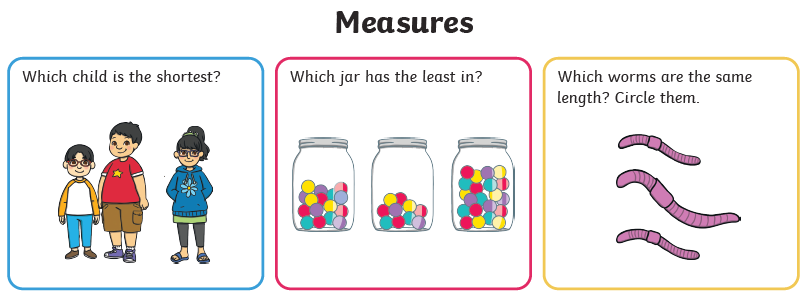 Measures
Which child is the shortest?
Which jar has the least in?
Which worms are the same
length? Circle them.